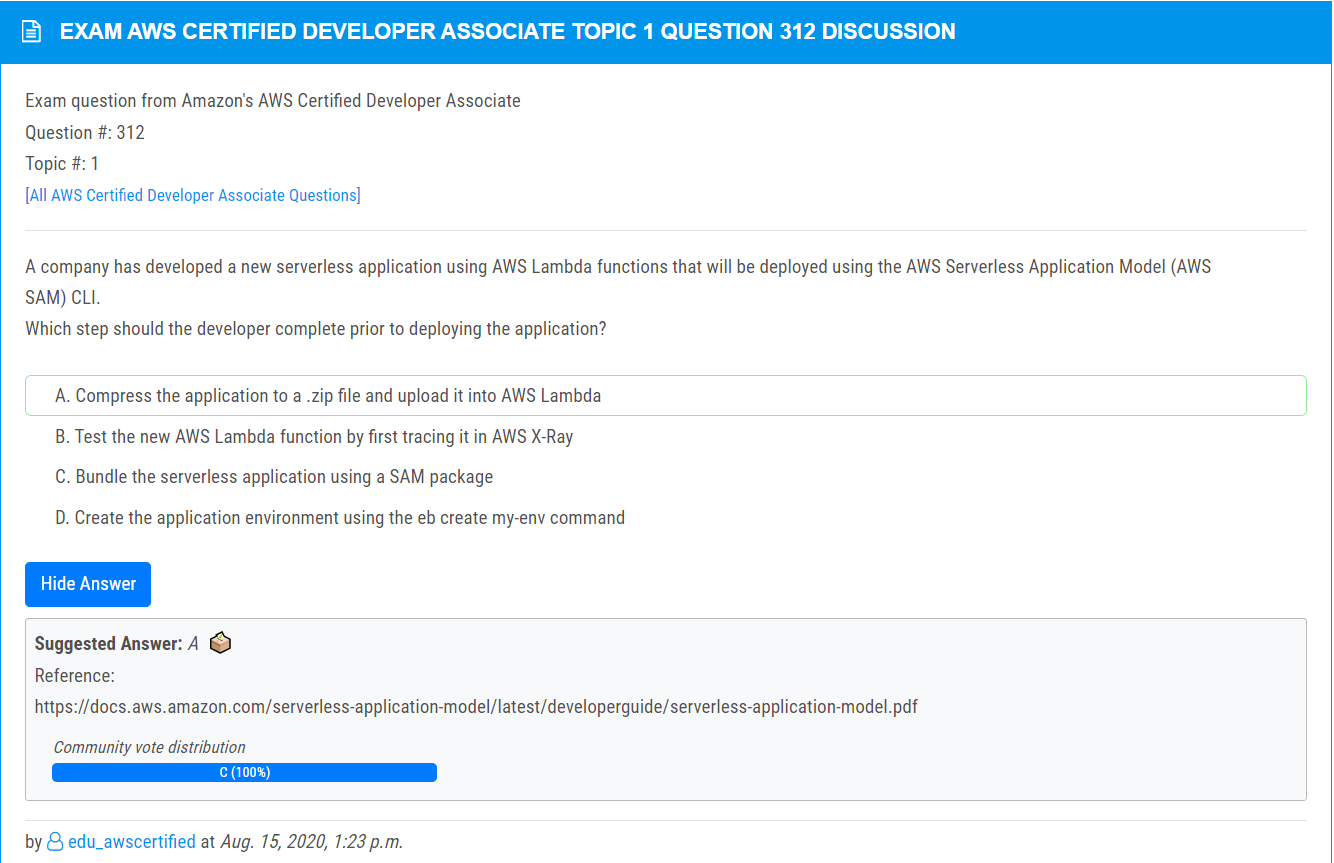 EXAM AWS CERTIFIED DEVELOPER ASSOCIATE TOPIC 1 QUESTION 312 DISCUSSION
Exam question from Amazon's AWS Certified Developer Associate
Question #: 312
Topic #: 1
[All AWS Certified Developer Associate Questions]
A company has developed a new serverless application using AWS Lambda functions that will be deployed using the AWS Serverless Application Model (AWS
SAM) CLI.
Which step should the developer complete prior to deploying the application?
A. Compress the application to a .zip file and upload it into AWS Lambda
B. Test the new AWS Lambda function by first tracing it in AWS X-Ray
C. Bundle the serverless application using a SAM package
D. Create the application environment using the eb create my-env command
Hide Answer
Suggested Answer: A
Reference:
https://docs.aws.amazon.com/serverless-application-model/latest/developerguide/serverless-application-model.pdf
Community vote distribution
C (100%)
by edu_awscertified at Aug. 15, 2020, 1:23 p.m.